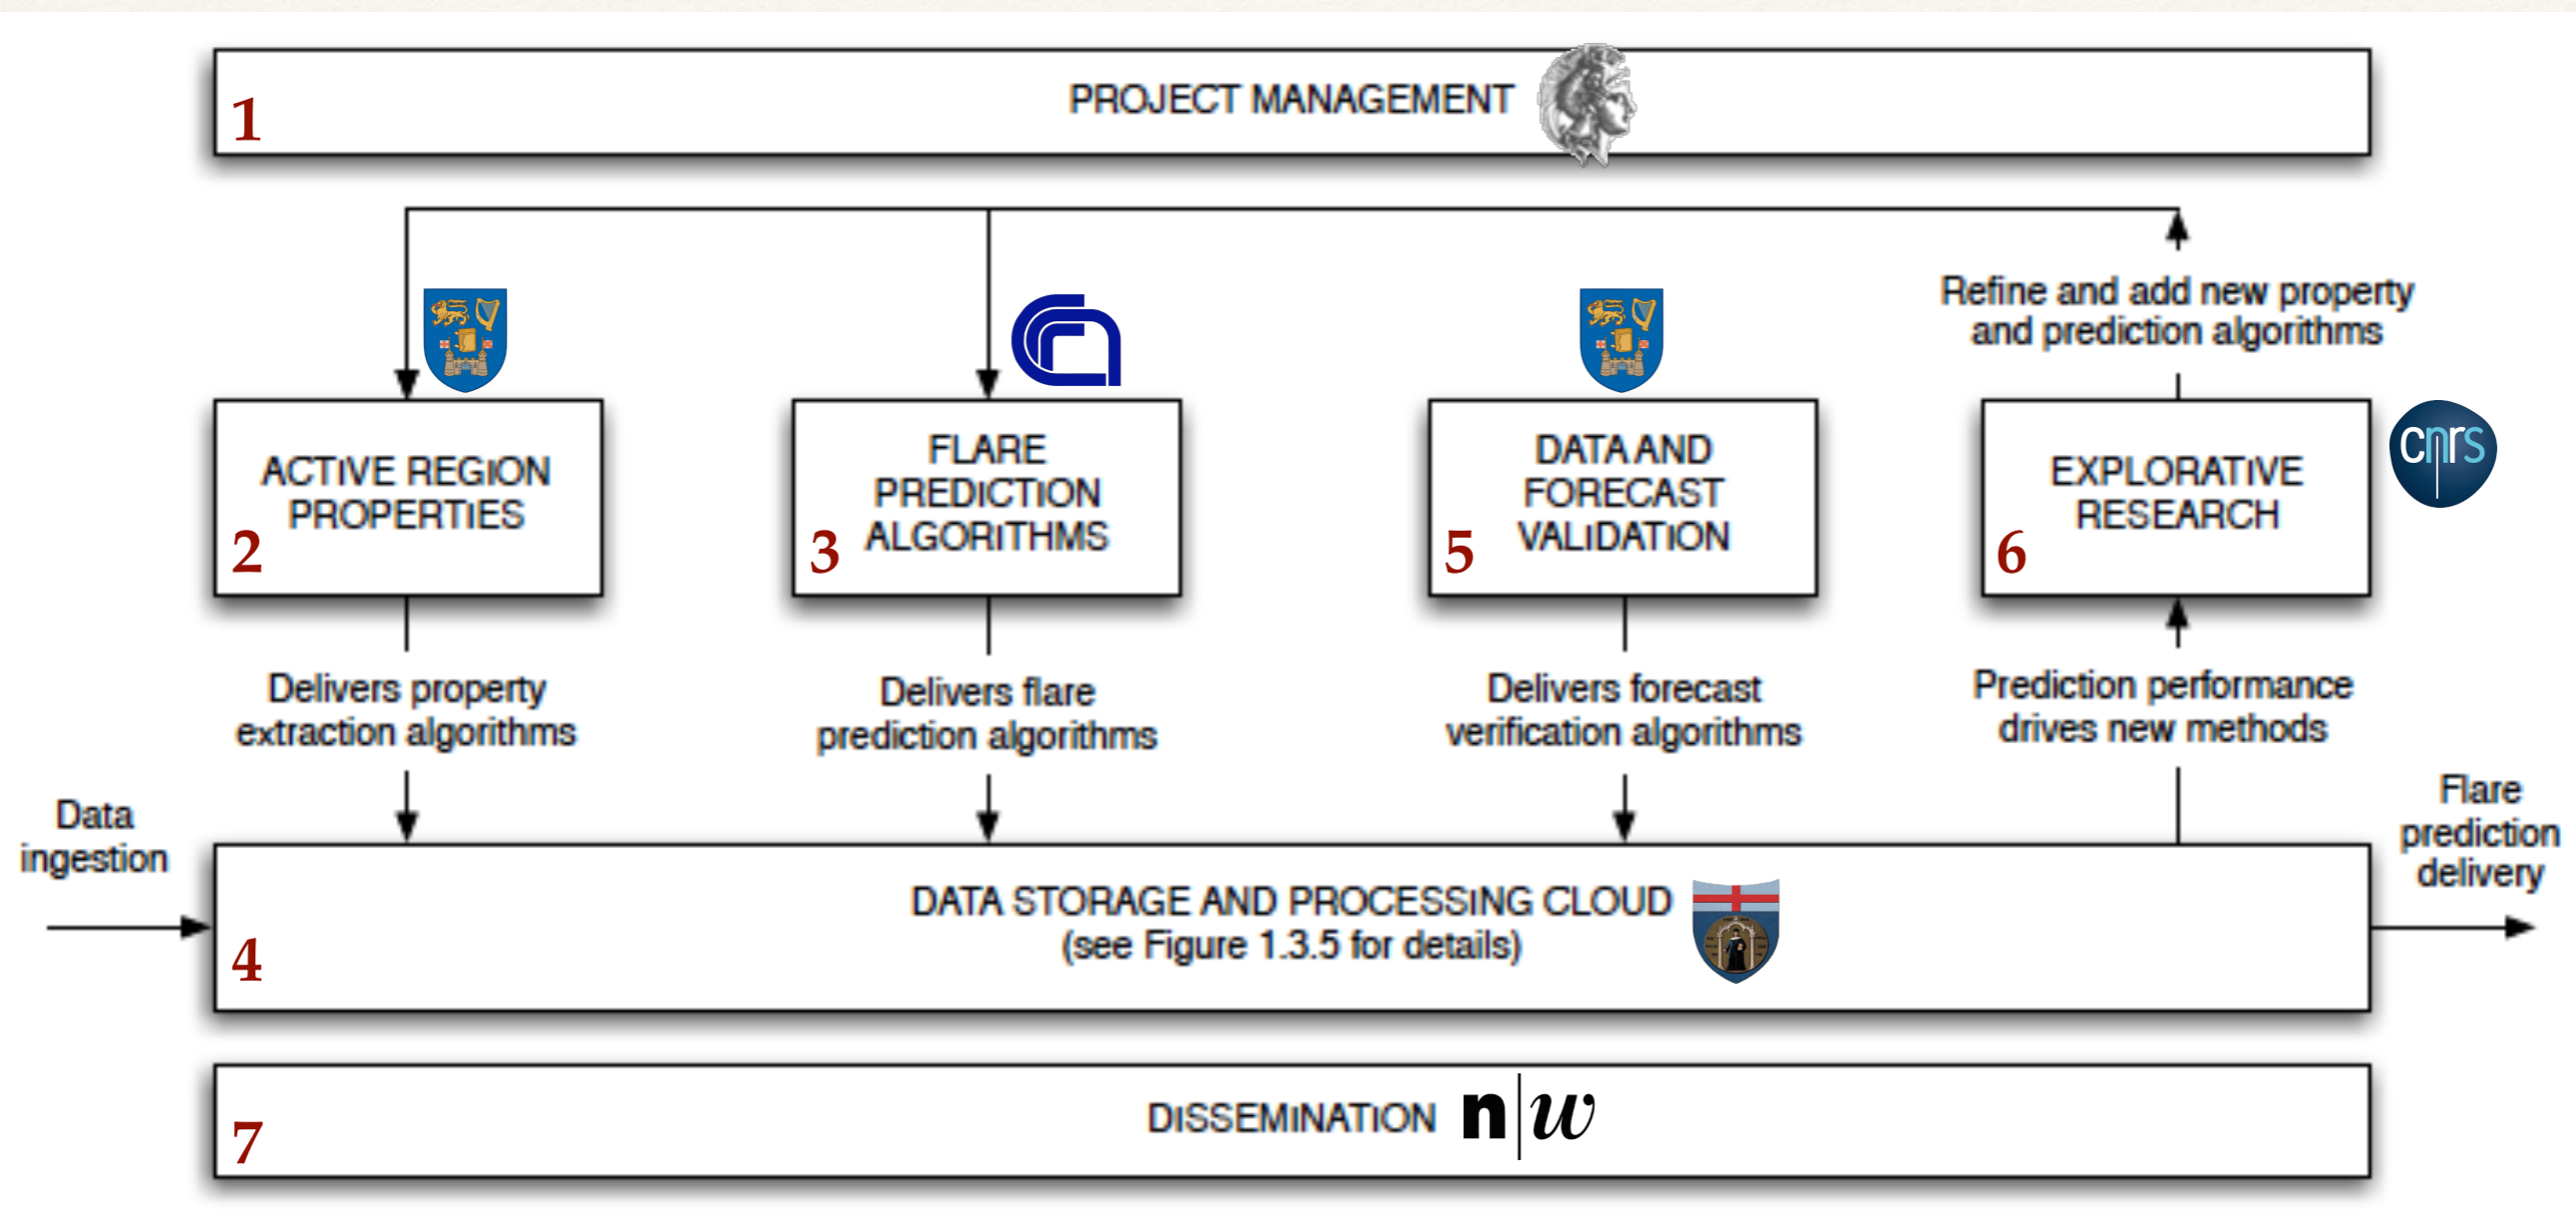 PROJECT MANAGEMENT
1
Refine and add new property
and prediction algorithms
ACTIVE REGION
PROPERTIES
2
FLARE
PREDICTION
ALGORITHMS
3
DATA AND
FORECAST
VALIDATION
5
EXPLORATIVE
RESEARCH
6
cnrs
Delivers property
extraction algorithms
Delivers flare
prediction algorithms
Delivers forecast
verification algorithms
Prediction performance
drives new methods
Data
ingestion
Flare
prediction
delivery
DATA STORAGE AND PROCESSING CLOUD
(see Figure 1.3.5 for details)
4
DISSEMINATION n|w
7